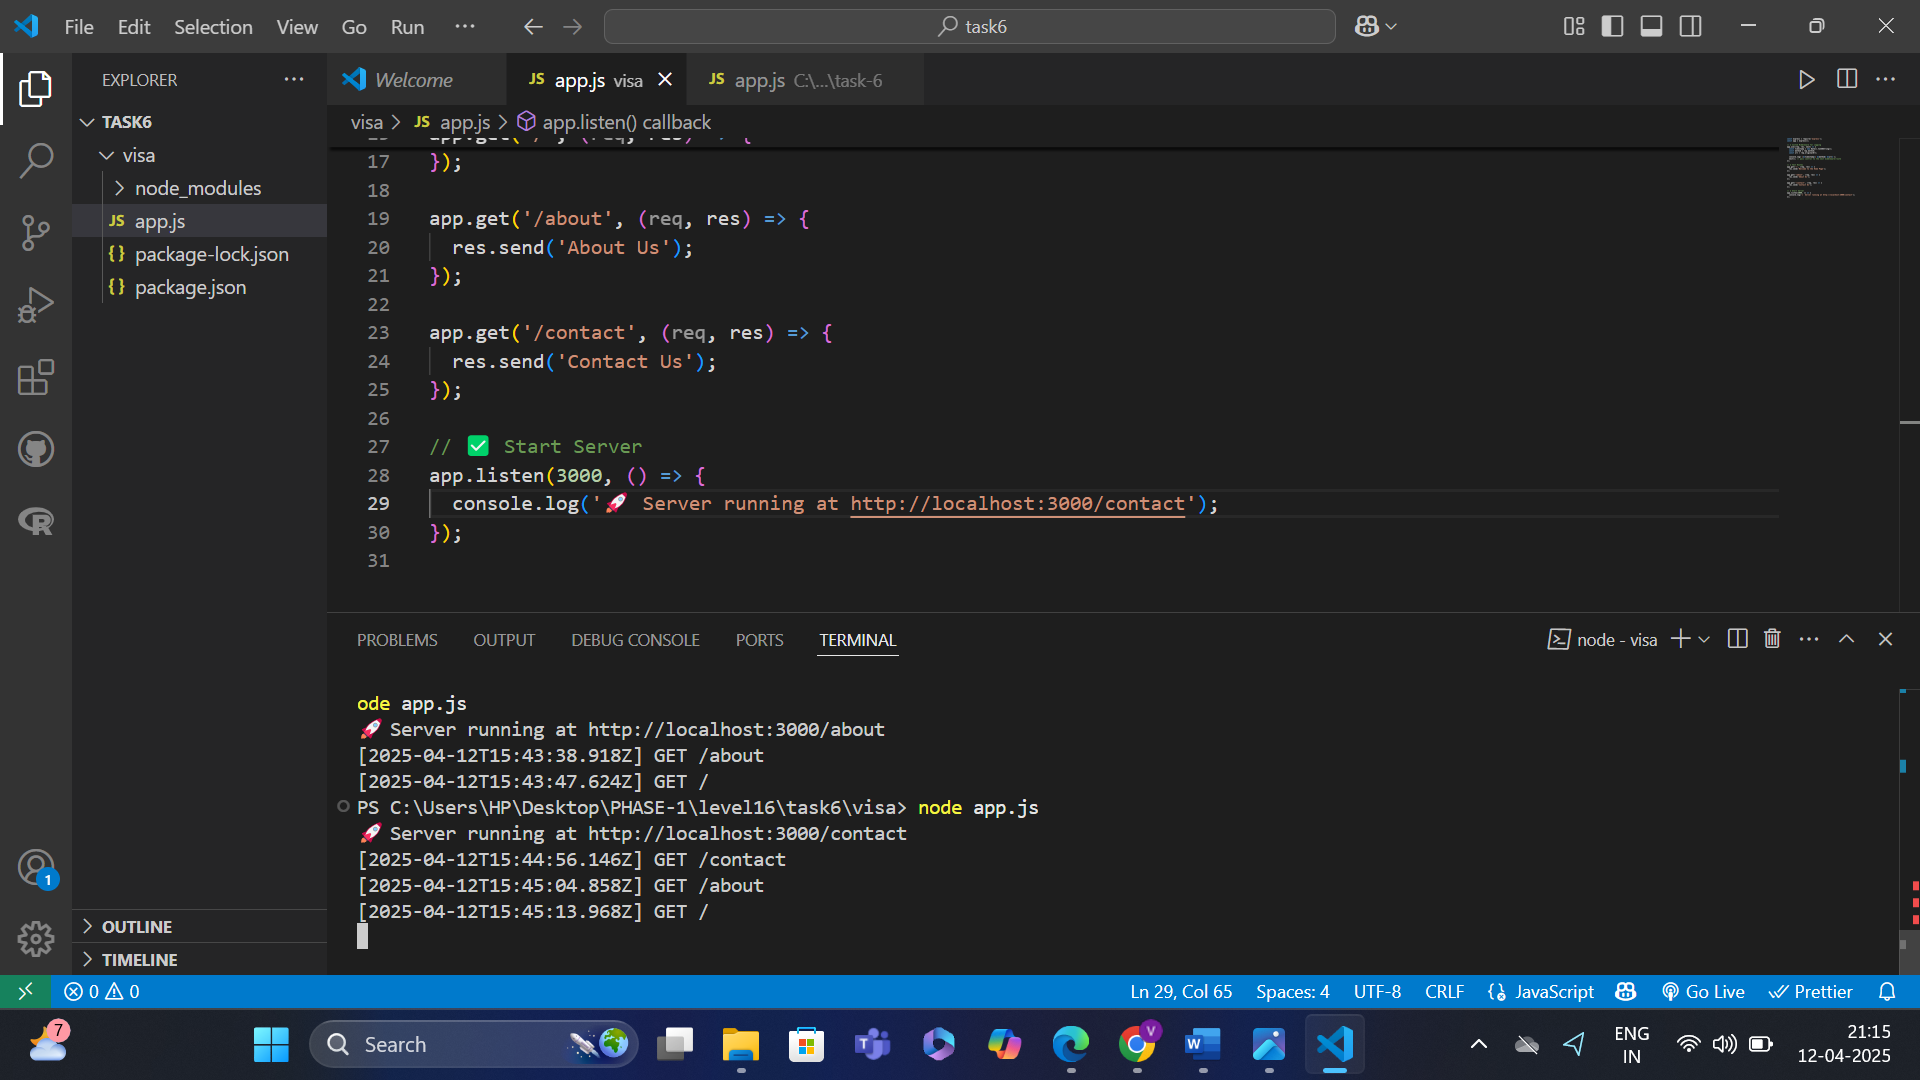 File Edit Selection View Go Run ··· task6
EXPLORER ···
Welcome
JS app.js visa
JS app.js C:\...\task-6
TASK6
visa
node_modules
JS app.js
{} package-lock.json
{} package.json
OUTLINE
TIMELINE
visa > JS app.js > app.listen() callback
17 });
18
19 app.get('/about', (req, res) => {
20 res.send('About Us');
21 });
22
23 app.get('/contact', (req, res) => {
24 res.send('Contact Us');
25 });
26
27 // ✅ Start Server
28 app.listen(3000, () => {
29 console.log('🚀 Server running at http://localhost:3000/contact');
30 });
31
PROBLEMS OUTPUT DEBUG CONSOLE PORTS TERMINAL
node - visa
ode app.js
🚀 Server running at http://localhost:3000/about
[2025-04-12T15:43:38.918Z] GET /about
[2025-04-12T15:43:47.624Z] GET /
PS C:\Users\HP\Desktop\PHASE-1\level16\task6\visa> node app.js
🚀 Server running at http://localhost:3000/contact
[2025-04-12T15:44:56.146Z] GET /contact
[2025-04-12T15:45:04.858Z] GET /about
[2025-04-12T15:45:13.968Z] GET /
1
0 0 Ln 29, Col 65 Spaces: 4 UTF-8 CRLF {} JavaScript Go Live Prettier
7
Search
V
W
ENG
IN
21:15
12-04-2025